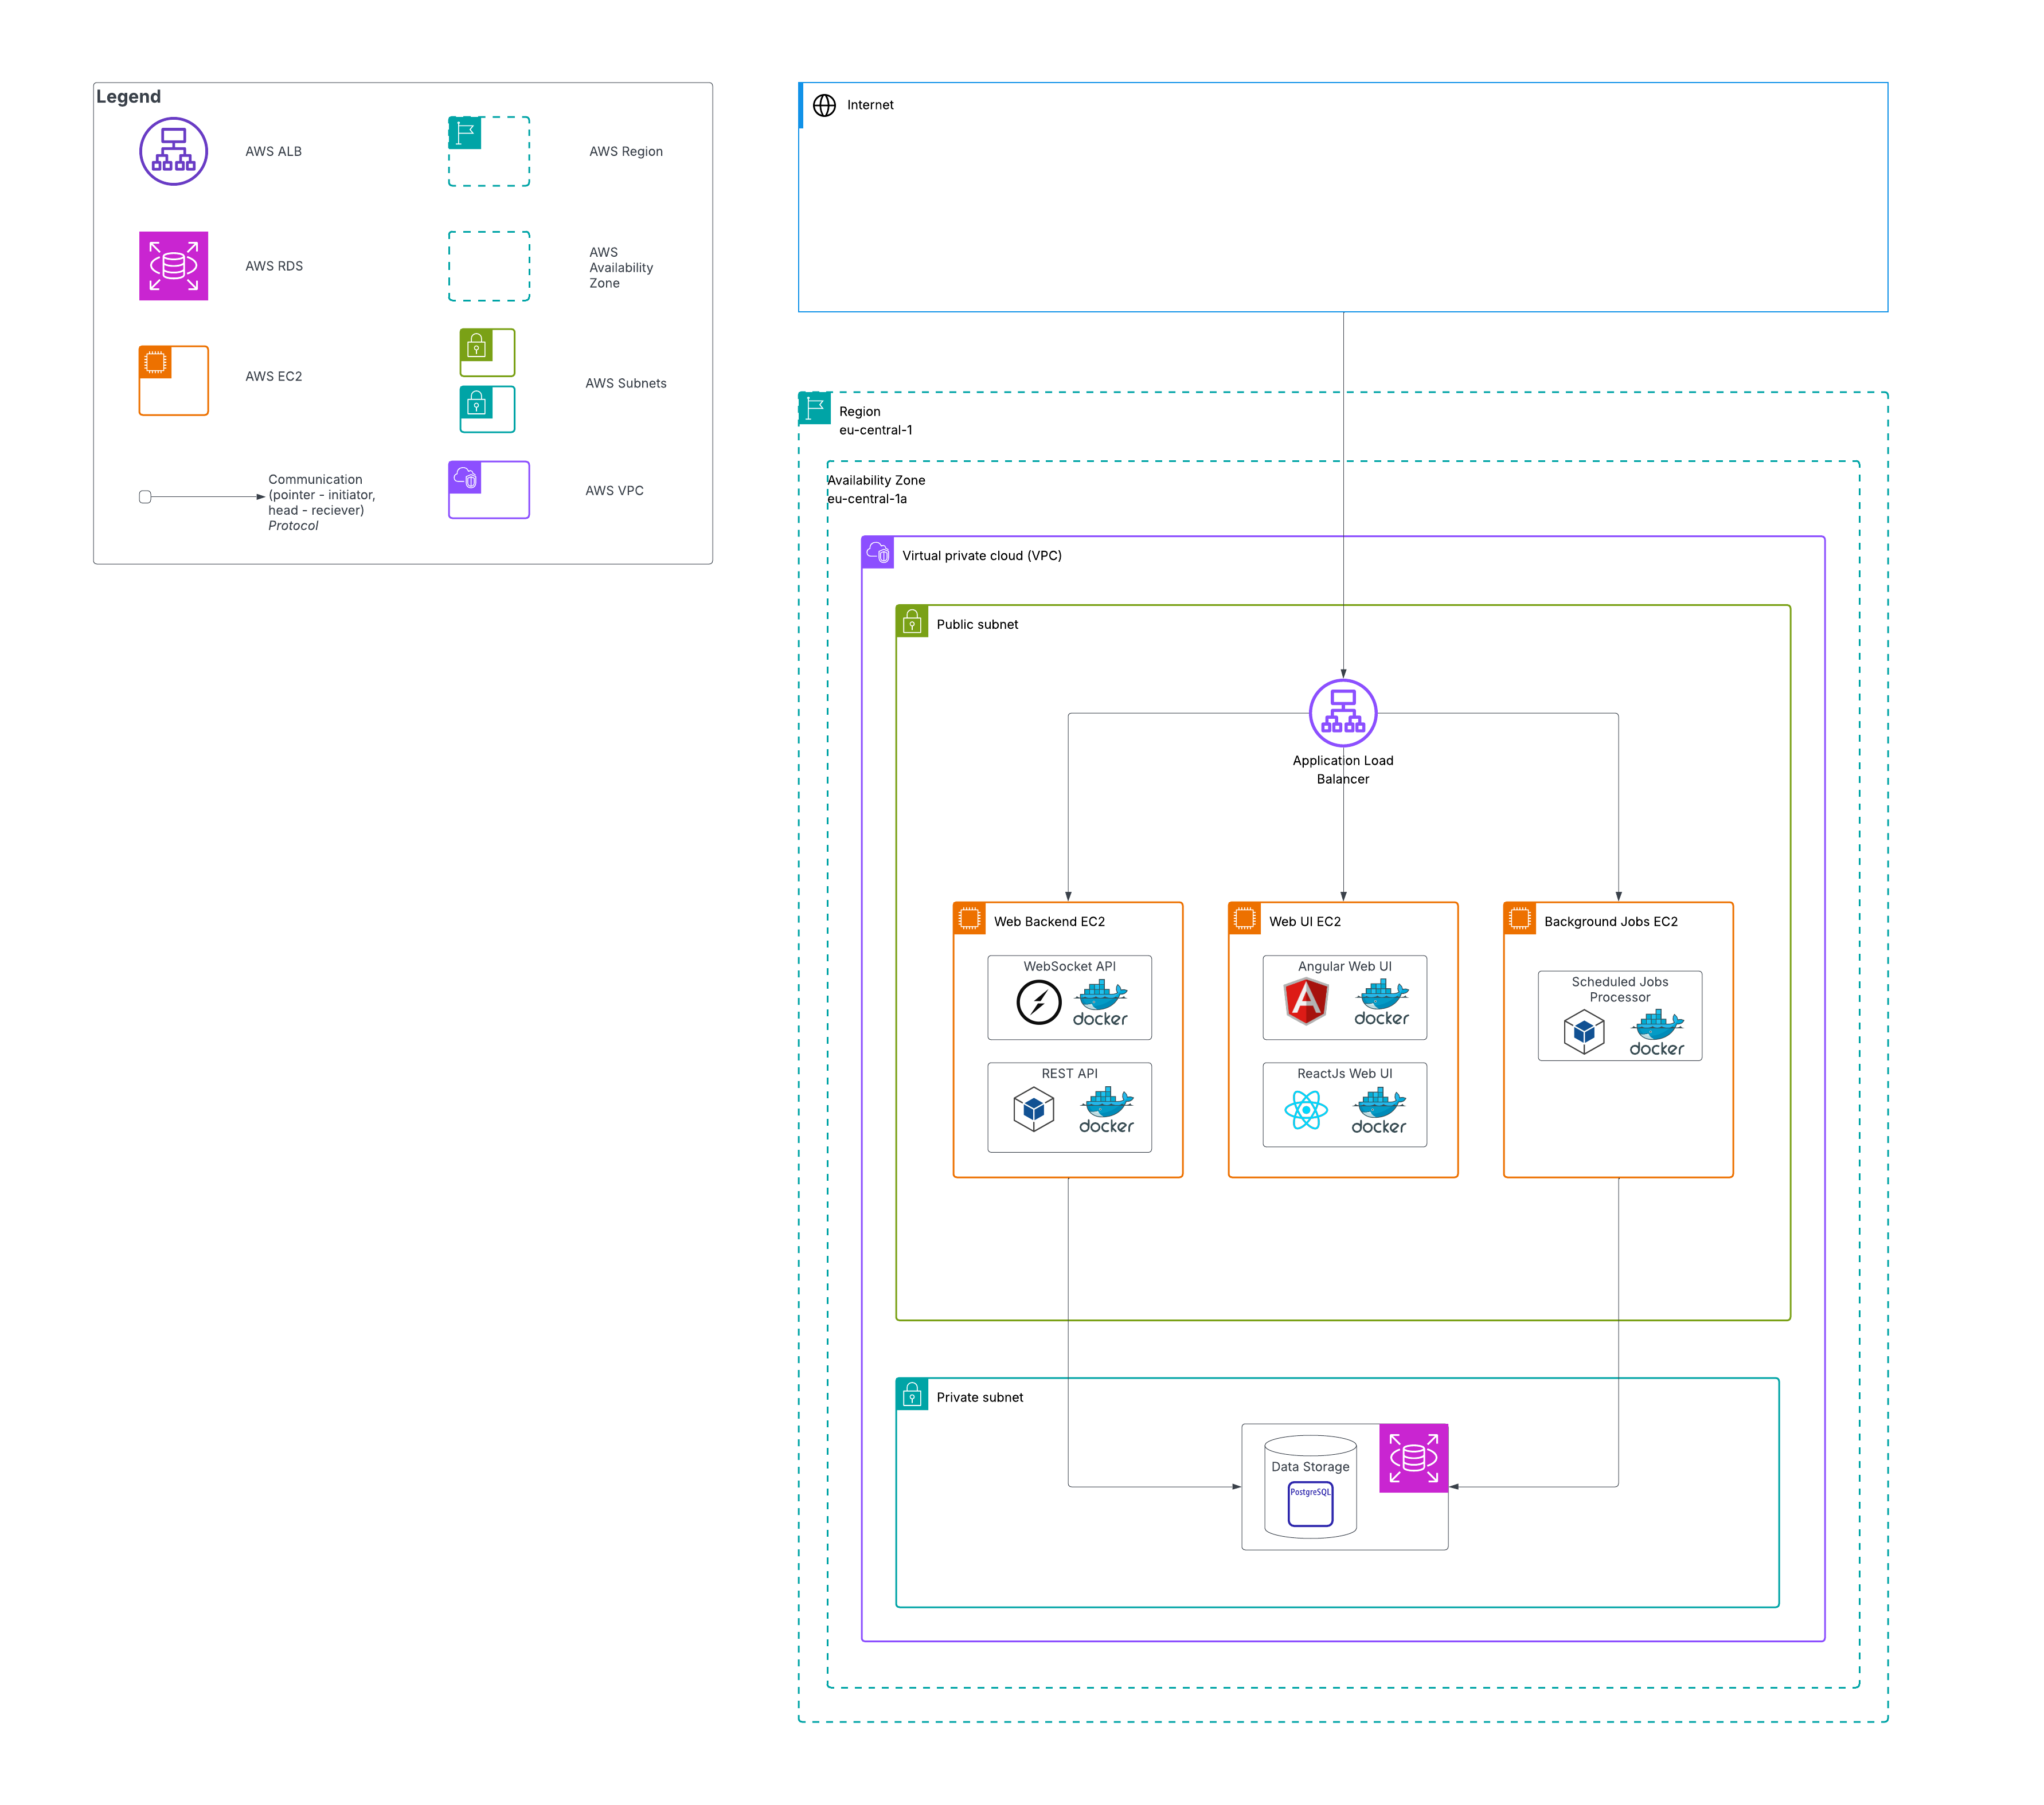 Legend
AWS ALB
AWS Region
AWS RDS
AWS
Availability
Zone
AWS EC2
AWS Subnets
Communication
(pointer - initiator,
head - reciever)
Protocol
AWS VPC
Internet
Region
eu-central-1
Availability Zone
eu-central-1a
Virtual private cloud (VPC)
Public subnet
Application Load
Balancer
Web Backend EC2
WebSocket API
docker
REST API
docker
Web UI EC2
Angular Web UI
docker
ReactJs Web UI
docker
Background Jobs EC2
Scheduled Jobs
Processor
docker
Private subnet
Data Storage
PostgreSQL